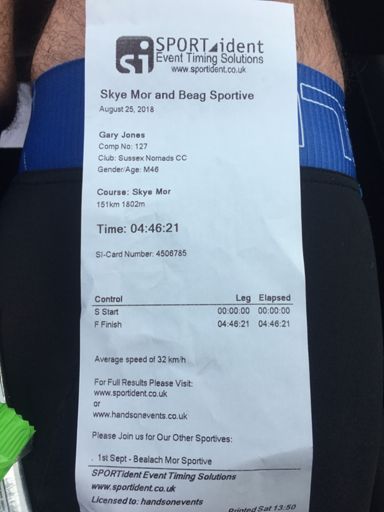 si
SPORTident
Event Timing Solutions
www.sportident.co.uk
Skye Mor and Beag Sportive
August 25, 2018
Gary Jones
Comp No: 127
Club: Sussex Nomads CC
Gender/Age: M46
Course: Skye Mor
151km 1802m
Time: 04:46:21
SI-Card Number: 4506785
Control Leg Elapsed
S Start 00:00:00 00:00:00
F Finish 04:46:21 04:46:21
Average speed of 32 km/h
For Full Results Please Visit:
www.sportident.co.uk
or
www.handsonevents.co.uk
Please Join us for Our Other Sportives:
1st Sept - Bealach Mor Sportive
SPORTident Event Timing Solutions
www.sportident.co.uk
Licensed to: handsonevents
Printed Sat 13:50